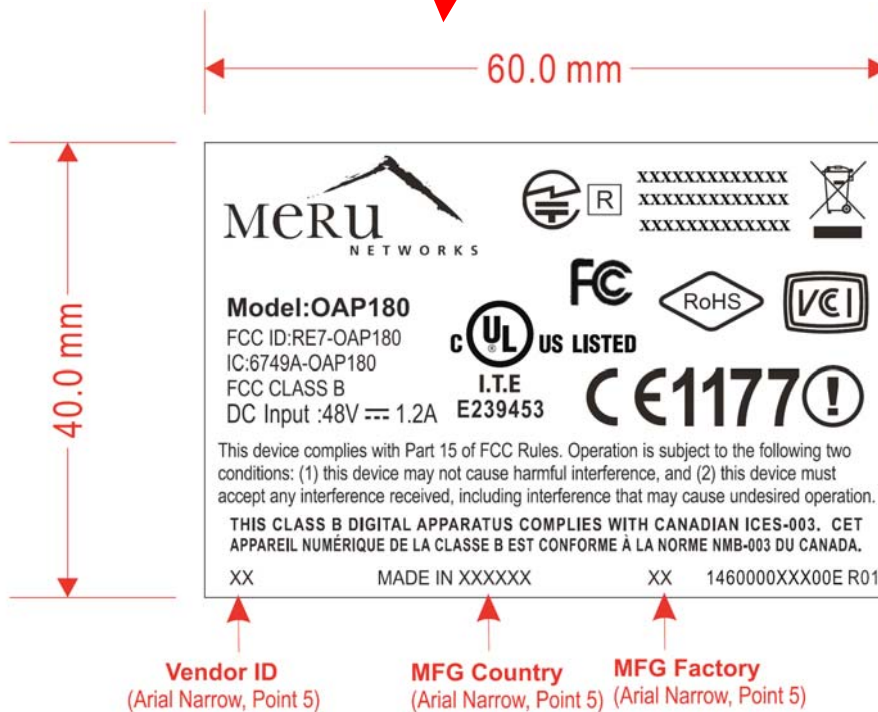 60.0 mm
40.0 mm
MERU
NETWORKS
R
XXXXXXXXXXXXX
XXXXXXXXXXXXX
XXXXXXXXXXXXX
Model:OAP180
FCC ID:RE7-OAP180
IC:6749A-OAP180
FCC CLASS B
DC Input :48V ⎓ 1.2A
FC
RoHS
VCI
C UL ® US LISTED
I.T.E
E239453
CE1177!
This device complies with Part 15 of FCC Rules. Operation is subject to the following two
conditions: (1) this device may not cause harmful interference, and (2) this device must
accept any interference received, including interference that may cause undesired operation.
THIS CLASS B DIGITAL APPARATUS COMPLIES WITH CANADIAN ICES-003. CET
APPAREIL NUMÉRIQUE DE LA CLASSE B EST CONFORME À LA NORME NMB-003 DU CANADA.
XX MADE IN XXXXXX XX 1460000XXX00E R01
Vendor ID
(Arial Narrow, Point 5)
MFG Country
(Arial Narrow, Point 5)
MFG Factory
(Arial Narrow, Point 5)